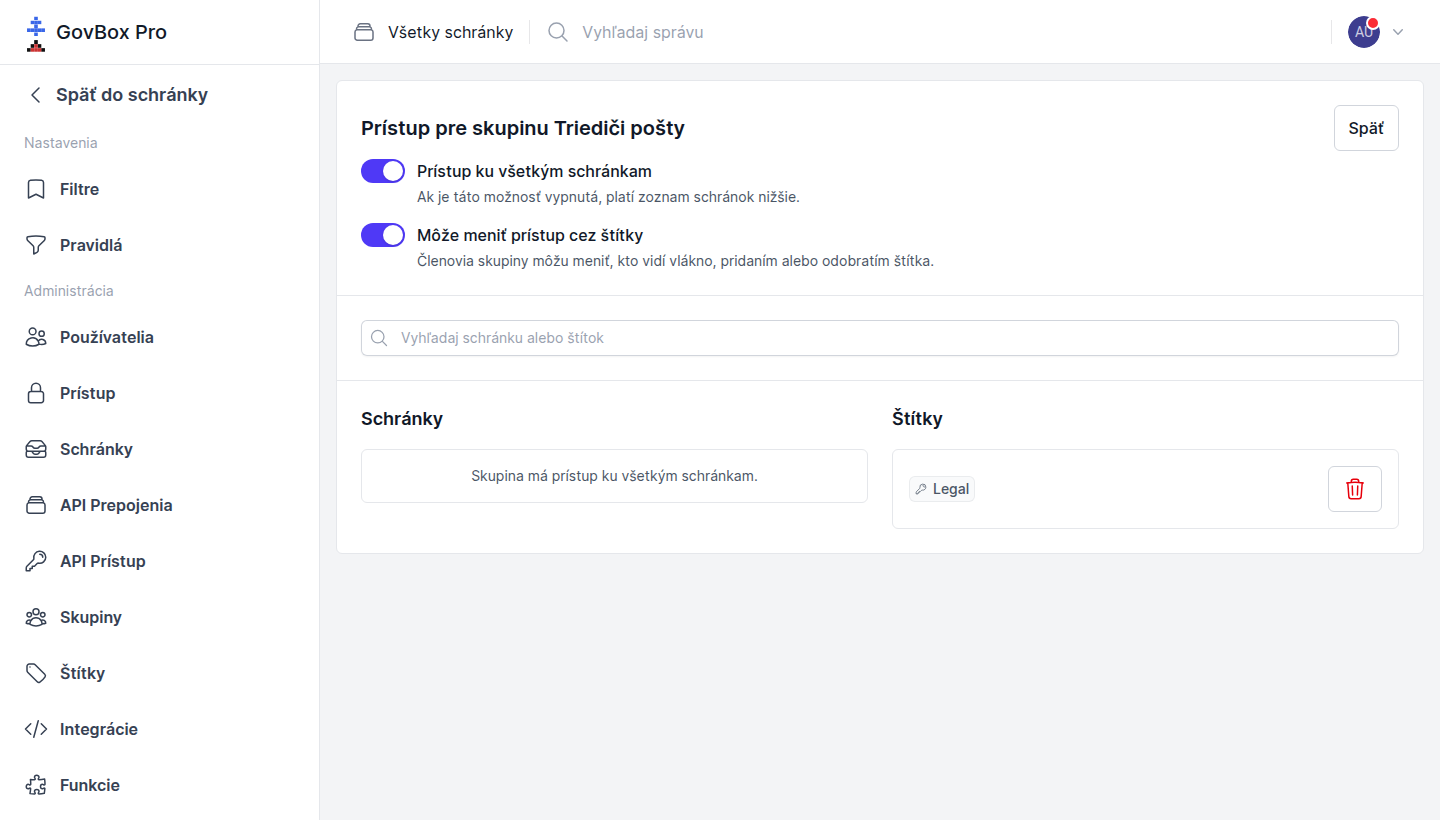 GovBox Pro
Všetky schránky
Vyhľadaj správu
AU
Späť do schránky
Nastavenia
Filtre
Pravidlá
Administrácia
Používatelia
Prístup
Schránky
API Prepojenia
API Prístup
Skupiny
Štítky
Integrácie
Funkcie
Prístup pre skupinu Triediči pošty
Späť
Prístup ku všetkým schránkam
Ak je táto možnosť vypnutá, platí zoznam schránok nižšie.
Môže meniť prístup cez štítky
Členovia skupiny môžu meniť, kto vidí vlákno, pridaním alebo odobratím štítka.
Vyhľadaj schránku alebo štítok
Schránky
Skupina má prístup ku všetkým schránkam.
Štítky
Legal